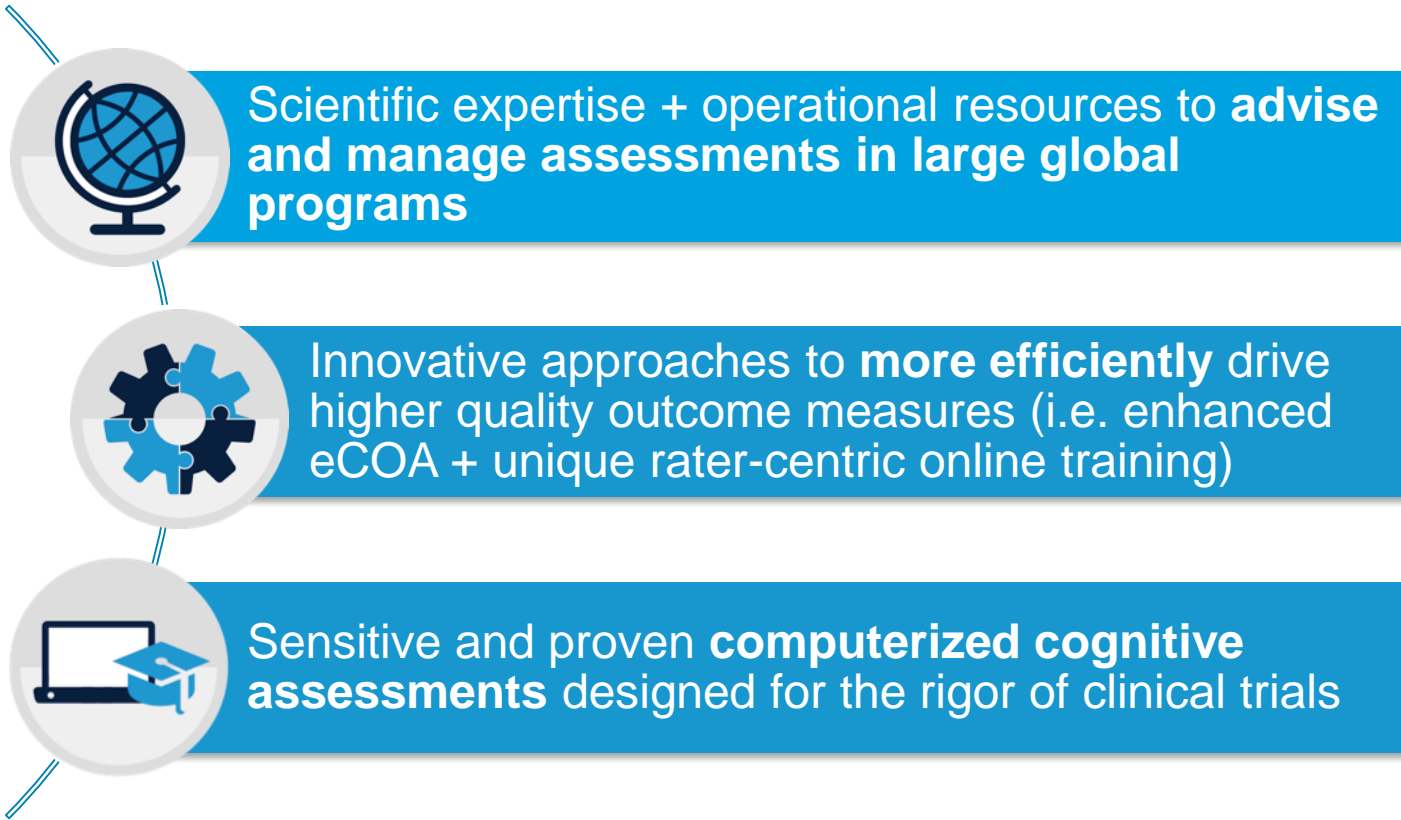 Scientific expertise + operational resources to advise
and manage assessments in large global
programs
Innovative approaches to more efficiently drive
higher quality outcome measures (i.e. enhanced
eCOA + unique rater-centric online training)
Sensitive and proven computerized cognitive
assessments designed for the rigor of clinical trials